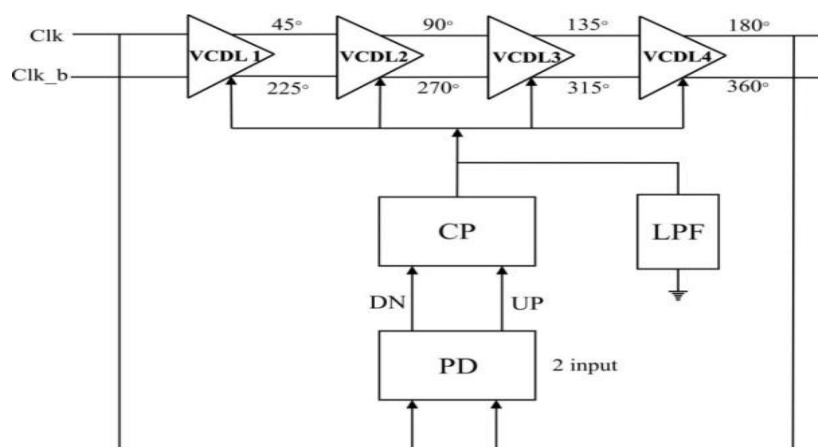 Clk 45° 90° 135° 180°
VCDL 1 VCDL2 VCDL3 VCDL4
Clk_b 225° 270° 315° 360°
CP LPF
DN UP
PD 2 input